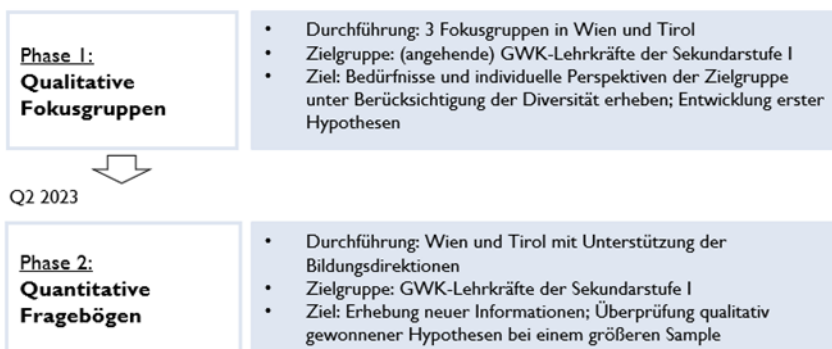 Phase 1:
Qualitative
Fokusgruppen
• Durchführung: 3 Fokusgruppen in Wien und Tirol
• Zielgruppe: (angehende) GWK-Lehrkräfte der Sekundarstufe I
• Ziel: Bedürfnisse und individuelle Perspektiven der Zielgruppe
unter Berücksichtigung der Diversität erheben; Entwicklung erster
Hypothesen
Q2 2023
Phase 2:
Quantitative
Fragebögen
• Durchführung: Wien und Tirol mit Unterstützung der
Bildungsdirektionen
• Zielgruppe: GWK-Lehrkräfte der Sekundarstufe I
• Ziel: Erhebung neuer Informationen; Überprüfung qualitativ
gewonnener Hypothesen bei einem größeren Sample